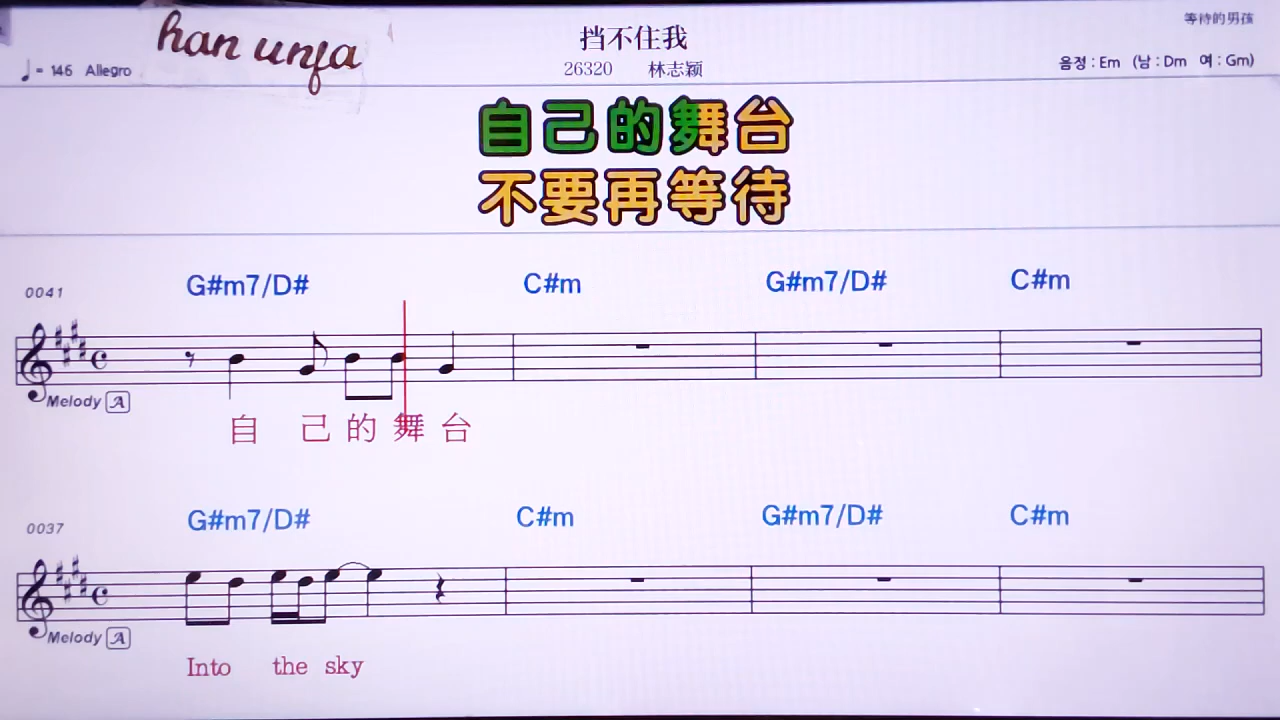 han unja
挡不住我
等待的男孩
♩= 146 Allegro
26320 林志颖
음정 : Em (남 : Dm 여 : Gm)
自己的舞台
不要再等待
0041
G#m7/D# C#m G#m7/D# C#m
Melody A
自 己 的 舞 台
0037
G#m7/D# C#m G#m7/D# C#m
Melody A
Into the sky